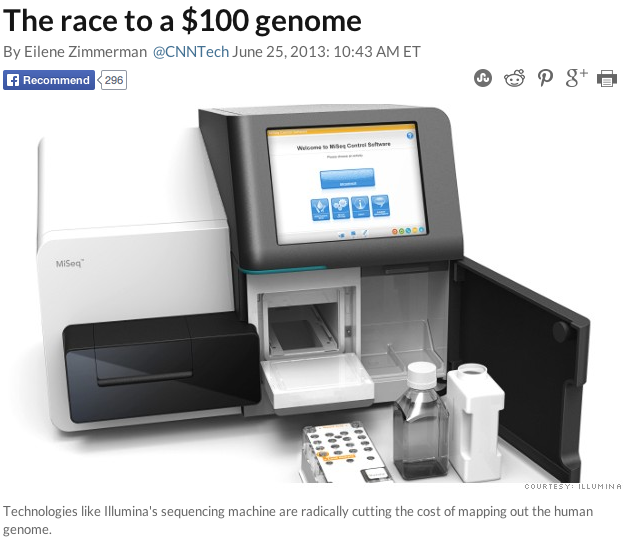 The race to a $100 genome
By Eilene Zimmerman @CNNTech June 25, 2013: 10:43 AM ET
Recommend 296
Welcome to MiSeq Control Software
MiSeq™
COURTESY: ILLUMINA
Technologies like Illumina's sequencing machine are radically cutting the cost of mapping out the human
genome.